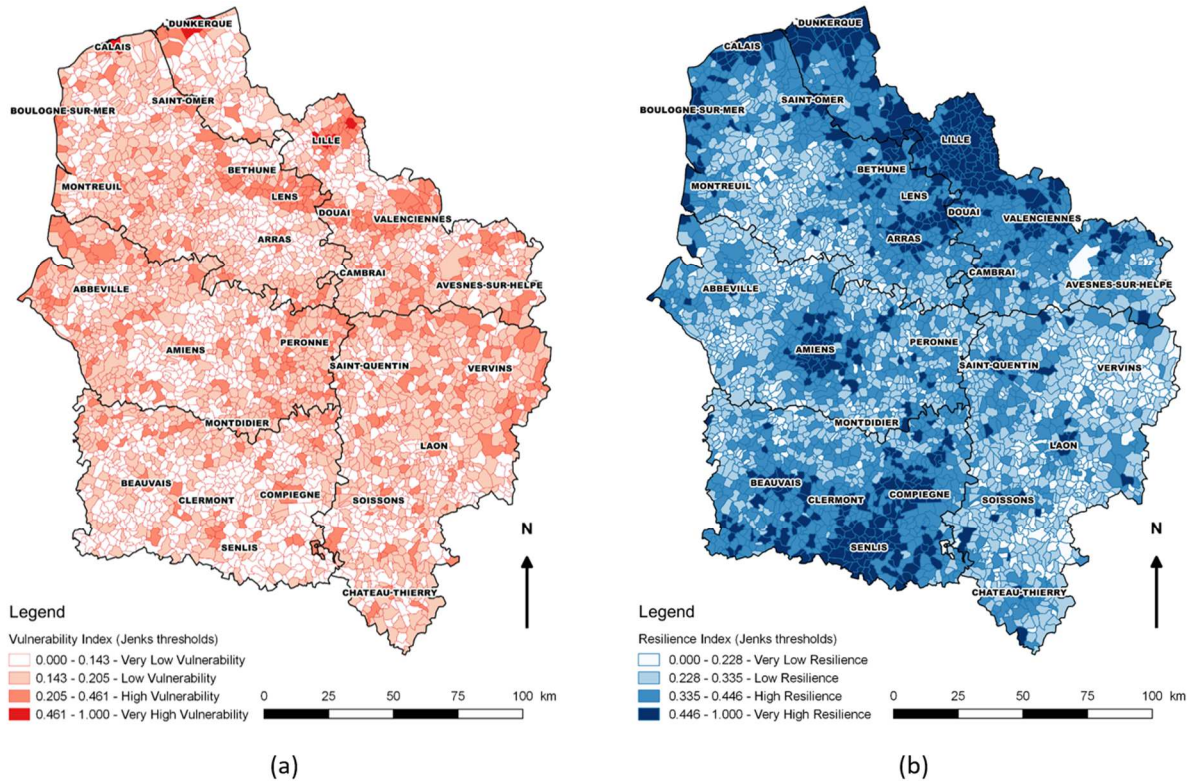 DUNKERQUE
CALAIS
SAINT-OMER
BOULOGNE-SUR-MER
LILLE
BETHUNE
MONTREUIL
LENS
DOUAI
VALENCIENNES
ARRAS
CAMBRAI
AVESNES-SUR-HELPE
ABBEVILLE
PERONNE
AMIENS
SAINT-QUENTIN
VERVINS
MONTDIDIER
LAON
BEAUVAIS
CLERMONT
COMPIEGNE
SOISSONS
SENLIS
CHATEAU-THIERRY
N
Legend
Vulnerability Index (Jenks thresholds)
0.000 - 0.143 - Very Low Vulnerability
0.143 - 0.205 - Low Vulnerability
0.205 - 0.461 - High Vulnerability
0.461 - 1.000 - Very High Vulnerability
0 25 50 75 100 km
(a)
DUNKERQUE
CALAIS
SAINT-OMER
BOULOGNE-SUR-MER
LILLE
BETHUNE
MONTREUIL
LENS
DOUAI
VALENCIENNES
ARRAS
CAMBRAI
AVESNES-SUR-HELPE
ABBEVILLE
PERONNE
AMIENS
SAINT-QUENTIN
VERVINS
MONTDIDIER
LAON
BEAUVAIS
CLERMONT
COMPIEGNE
SOISSONS
SENLIS
CHATEAU-THIERRY
N
Legend
Resilience Index (Jenks thresholds)
0.000 - 0.228 - Very Low Resilience
0.228 - 0.335 - Low Resilience
0.335 - 0.446 - High Resilience
0.446 - 1.000 - Very High Resilience
0 25 50 75 100 km
(b)